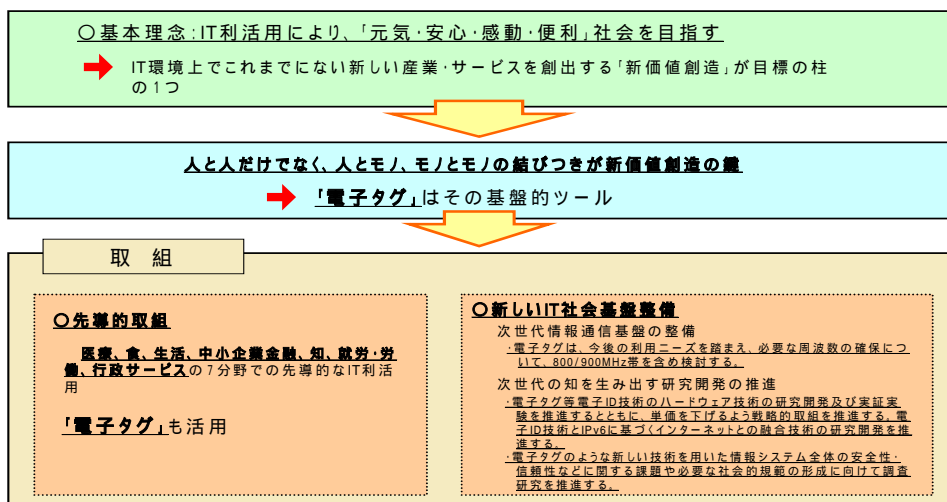 ○基本理念:IT利活用により、「元気・安心・感動・便利」社会を目指す
IT環境上でこれまでにない新しい産業・サービスを創出する「新価値創造」が目標の柱
の1つ
人と人だけでなく、人とモノ、モノとモノの結びつきが新価値創造の鍵
「電子タグ」はその基盤的ツール
取 組
○先導的取組
医療、食、生活、中小企業金融、知、就労・労
働、行政サービスの7分野での先導的なIT利活
用
「電子タグ」も活用
○新しいIT社会基盤整備
次世代情報通信基盤の整備
・電子タグは、今後の利用ニーズを踏まえ、必要な周波数の確保につ
いて、800/900MHz帯を含め検討する。
次世代の知を生み出す研究開発の推進
・電子タグ等電子ID技術のハードウェア技術の研究開発及び実証実
験を推進するとともに、単価を下げるよう戦略的取組を推進する。電
子ID技術とIPv6に基づくインターネットとの融合技術の研究開発を推
進する。
・電子タグのような新しい技術を用いた情報システム全体の安全性・
信頼性などに関する課題や必要な社会的規範の形成に向けて調査
研究を推進する。